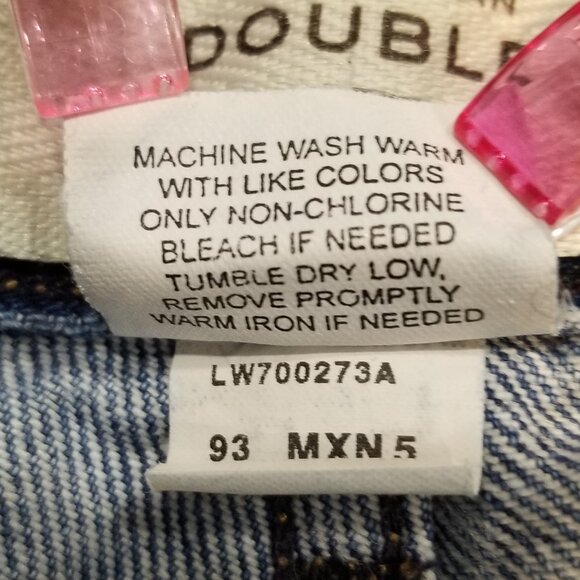 AN
DOUBLE
MACHINE WASH WARM
WITH LIKE COLORS
ONLY NON-CHLORINE
BLEACH IF NEEDED
TUMBLE DRY LOW,
REMOVE PROMPTLY
WARM IRON IF NEEDED
LW700273A
93 MXN 5